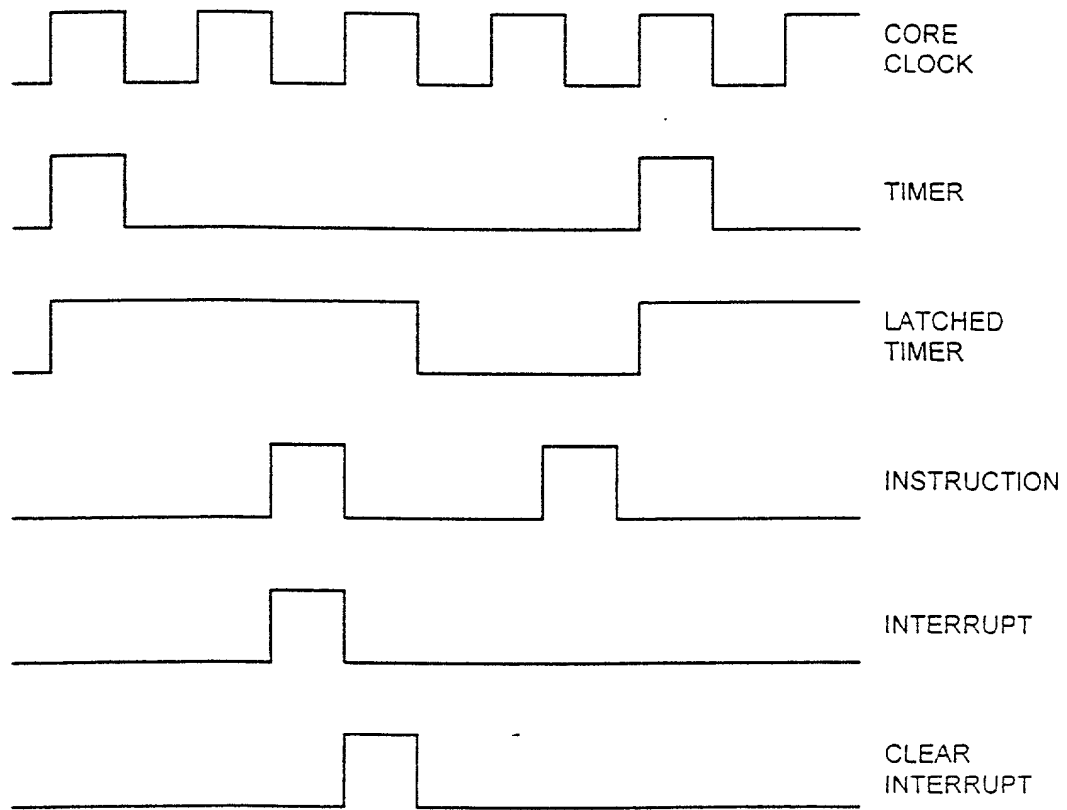 CORE
CLOCK
TIMER
LATCHED
TIMER
INSTRUCTION
INTERRUPT
CLEAR
INTERRUPT